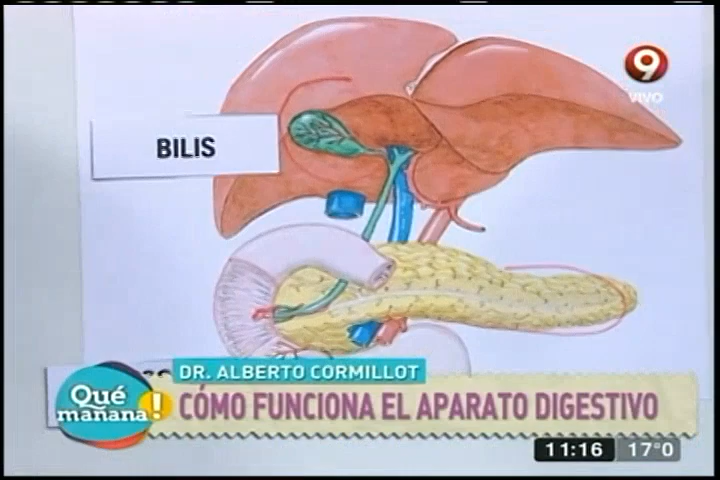 9
VIVO
BILIS
DR. ALBERTO CORMILLOT
Qué
mañana!
CÓMO FUNCIONA EL APARATO DIGESTIVO
11:16 17°0